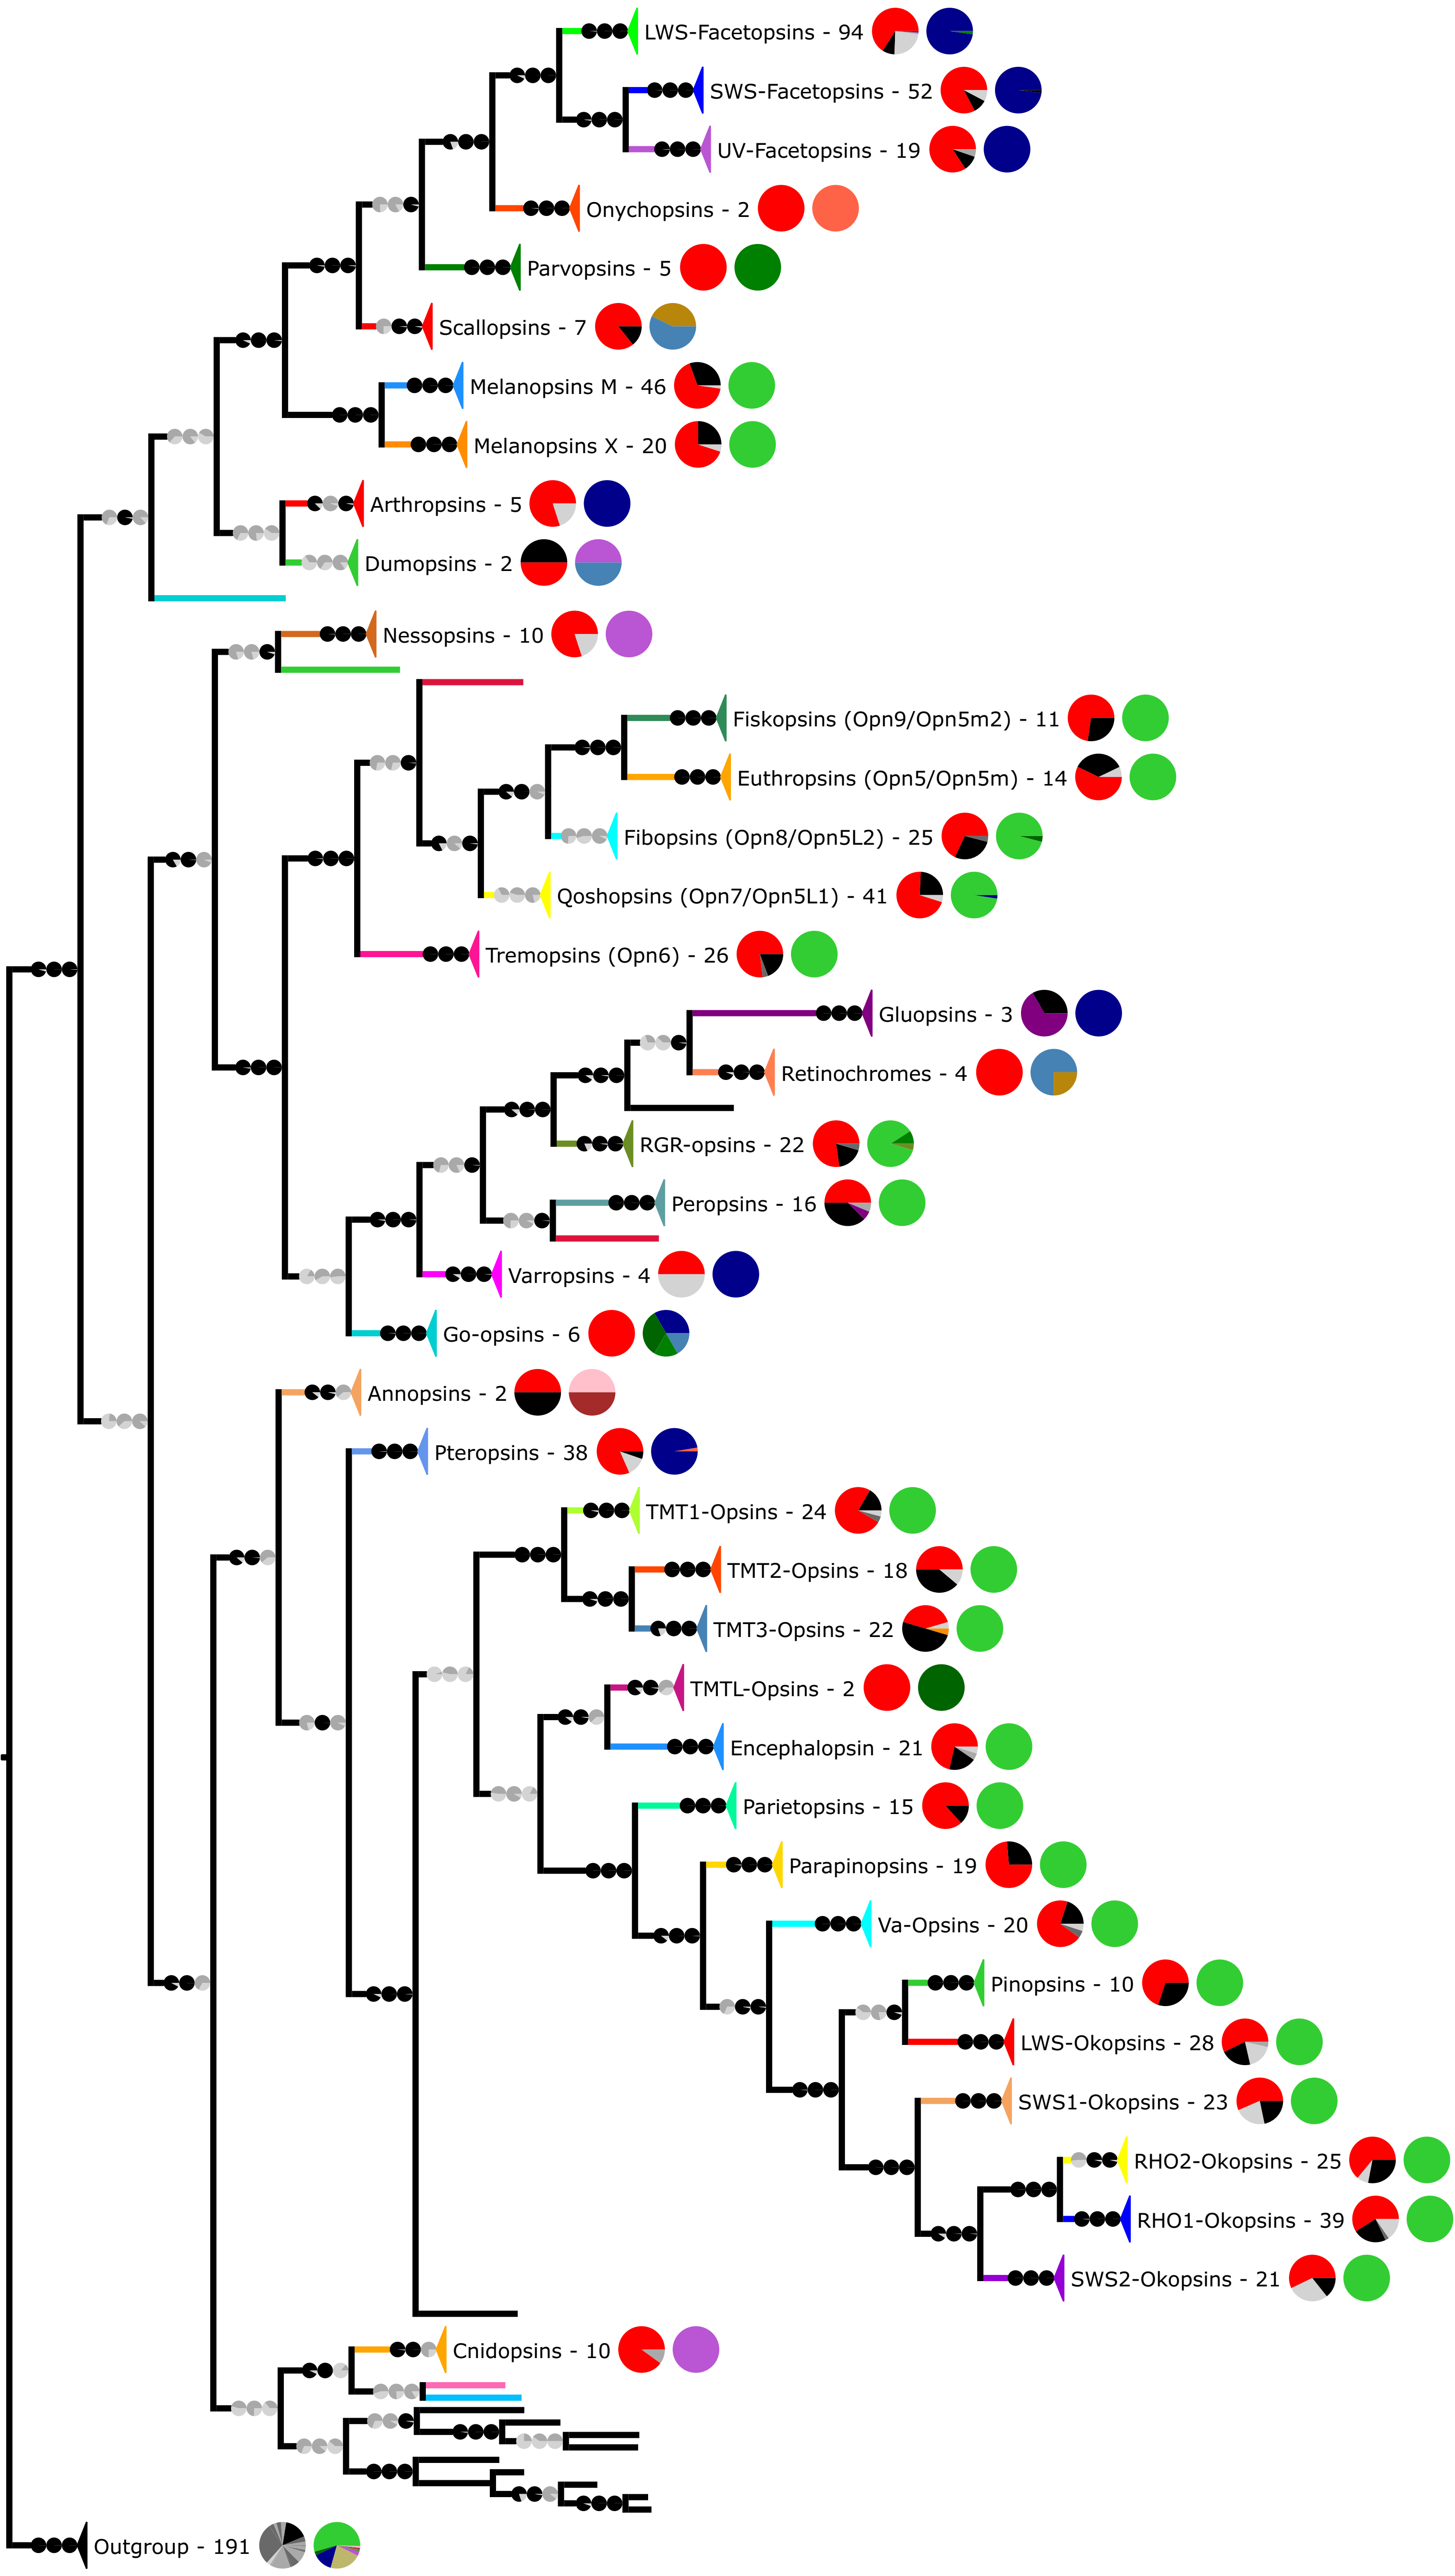 LWS-Facetopsins - 94
SWS-Facetopsins - 52
UV-Facetopsins - 19
Onychopsins - 2
Parvopsins - 5
Scallopsins - 7
Melanopsins M - 46
Melanopsins X - 20
Arthropsins - 5
Dumopsins - 2
Nessopsins - 10
Fiskopsins (Opn9/Opn5m2) - 11
Euthropsins (Opn5/Opn5m) - 14
Fibopsins (Opn8/Opn5L2) - 25
Qoshopsins (Opn7/Opn5L1) - 41
Tremopsins (Opn6) - 26
Gluopsins - 3
Retinochromes - 4
RGR-opsins - 22
Peropsins - 16
Varropsins - 4
Go-opsins - 6
Annopsins - 2
Pteropsins - 38
TMT1-Opsins - 24
TMT2-Opsins - 18
TMT3-Opsins - 22
TMTL-Opsins - 2
Encephalopsin - 21
Parietopsins - 15
Parapinopsins - 19
Va-Opsins - 20
Pinopsins - 10
LWS-Okopsins - 28
SWS1-Okopsins - 23
RHO2-Okopsins - 25
RHO1-Okopsins - 39
SWS2-Okopsins - 21
Cnidopsins - 10
Outgroup - 191